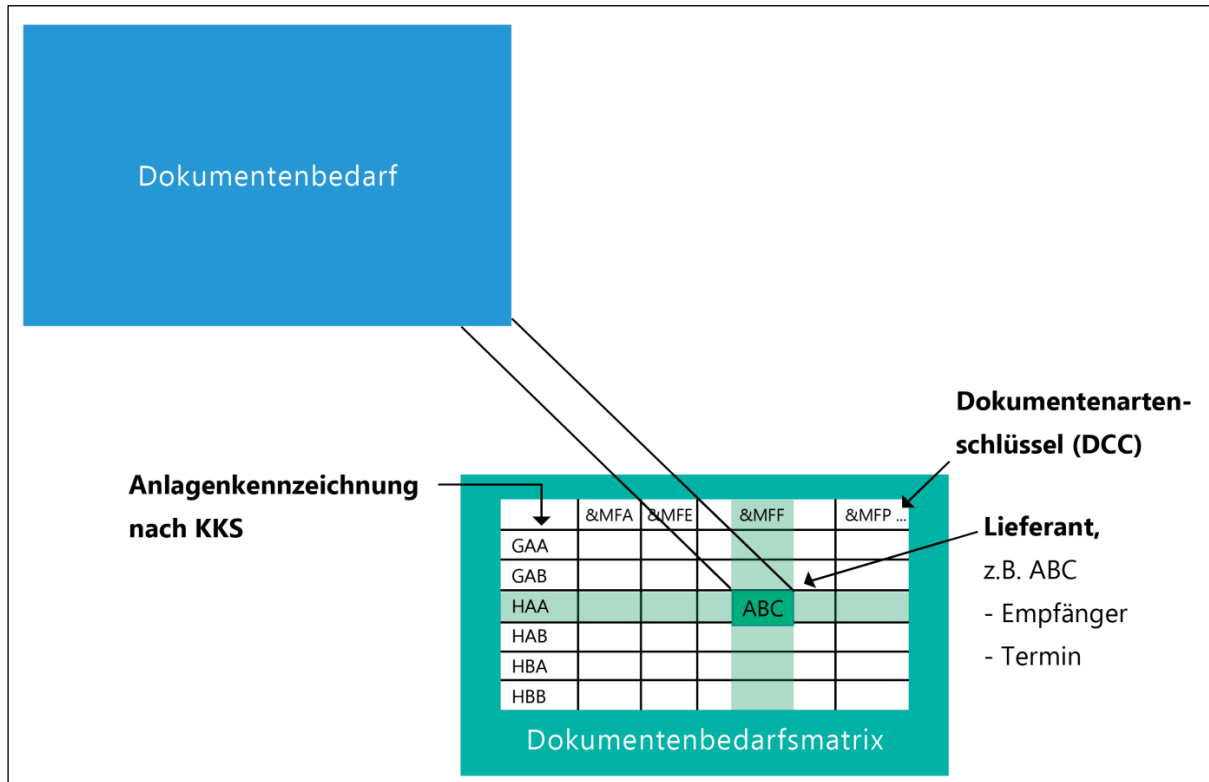 Dokumentenbedarf
Dokumentenarten-
schlüssel (DCC)
Anlagenkennzeichnung
nach KKS
&MFA &MFE &MFF &MFP ...
GAA
GAB
HAA ABC
HAB
HBA
HBB
Lieferant,
z.B. ABC
- Empfänger
- Termin
Dokumentenbedarfsmatrix